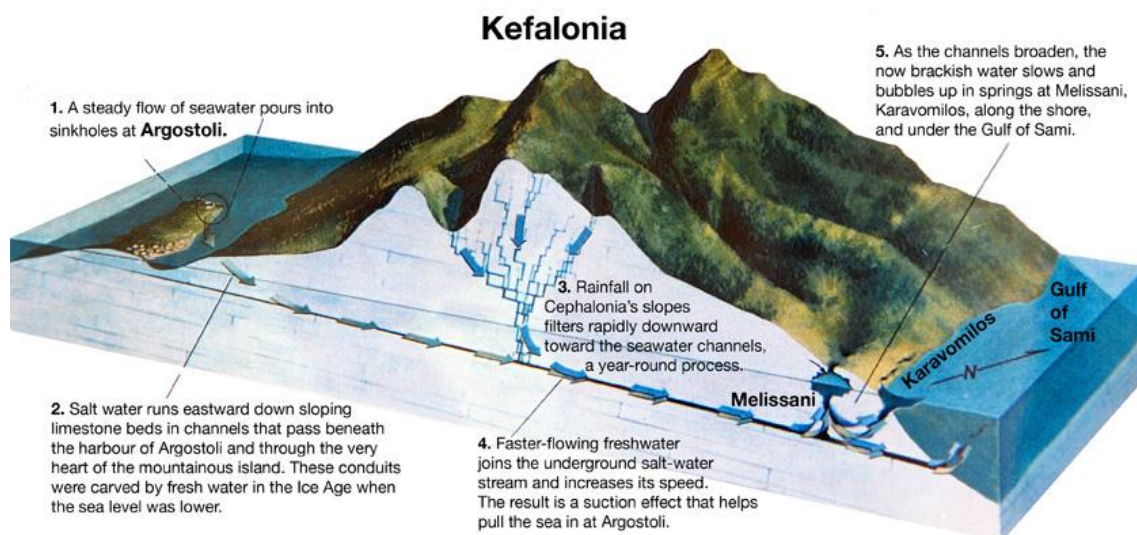 Kefalonia
1. A steady flow of seawater pours into
sinkholes at Argostoli.
2. Salt water runs eastward down sloping
limestone beds in channels that pass beneath
the harbour of Argostoli and through the very
heart of the mountainous island. These conduits
were carved by fresh water in the Ice Age when
the sea level was lower.
3. Rainfall on
Cephalonia's slopes
filters rapidly downward
toward the seawater channels,
a year-round process.
4. Faster-flowing freshwater
joins the underground salt-water
stream and increases its speed.
The result is a suction effect that helps
pull the sea in at Argostoli.
5. As the channels broaden, the
now brackish water slows and
bubbles up in springs at Melissani,
Karavomilos, along the shore,
and under the Gulf of Sami.
Melissani
Karavomilos
Gulf
of
Sami
N